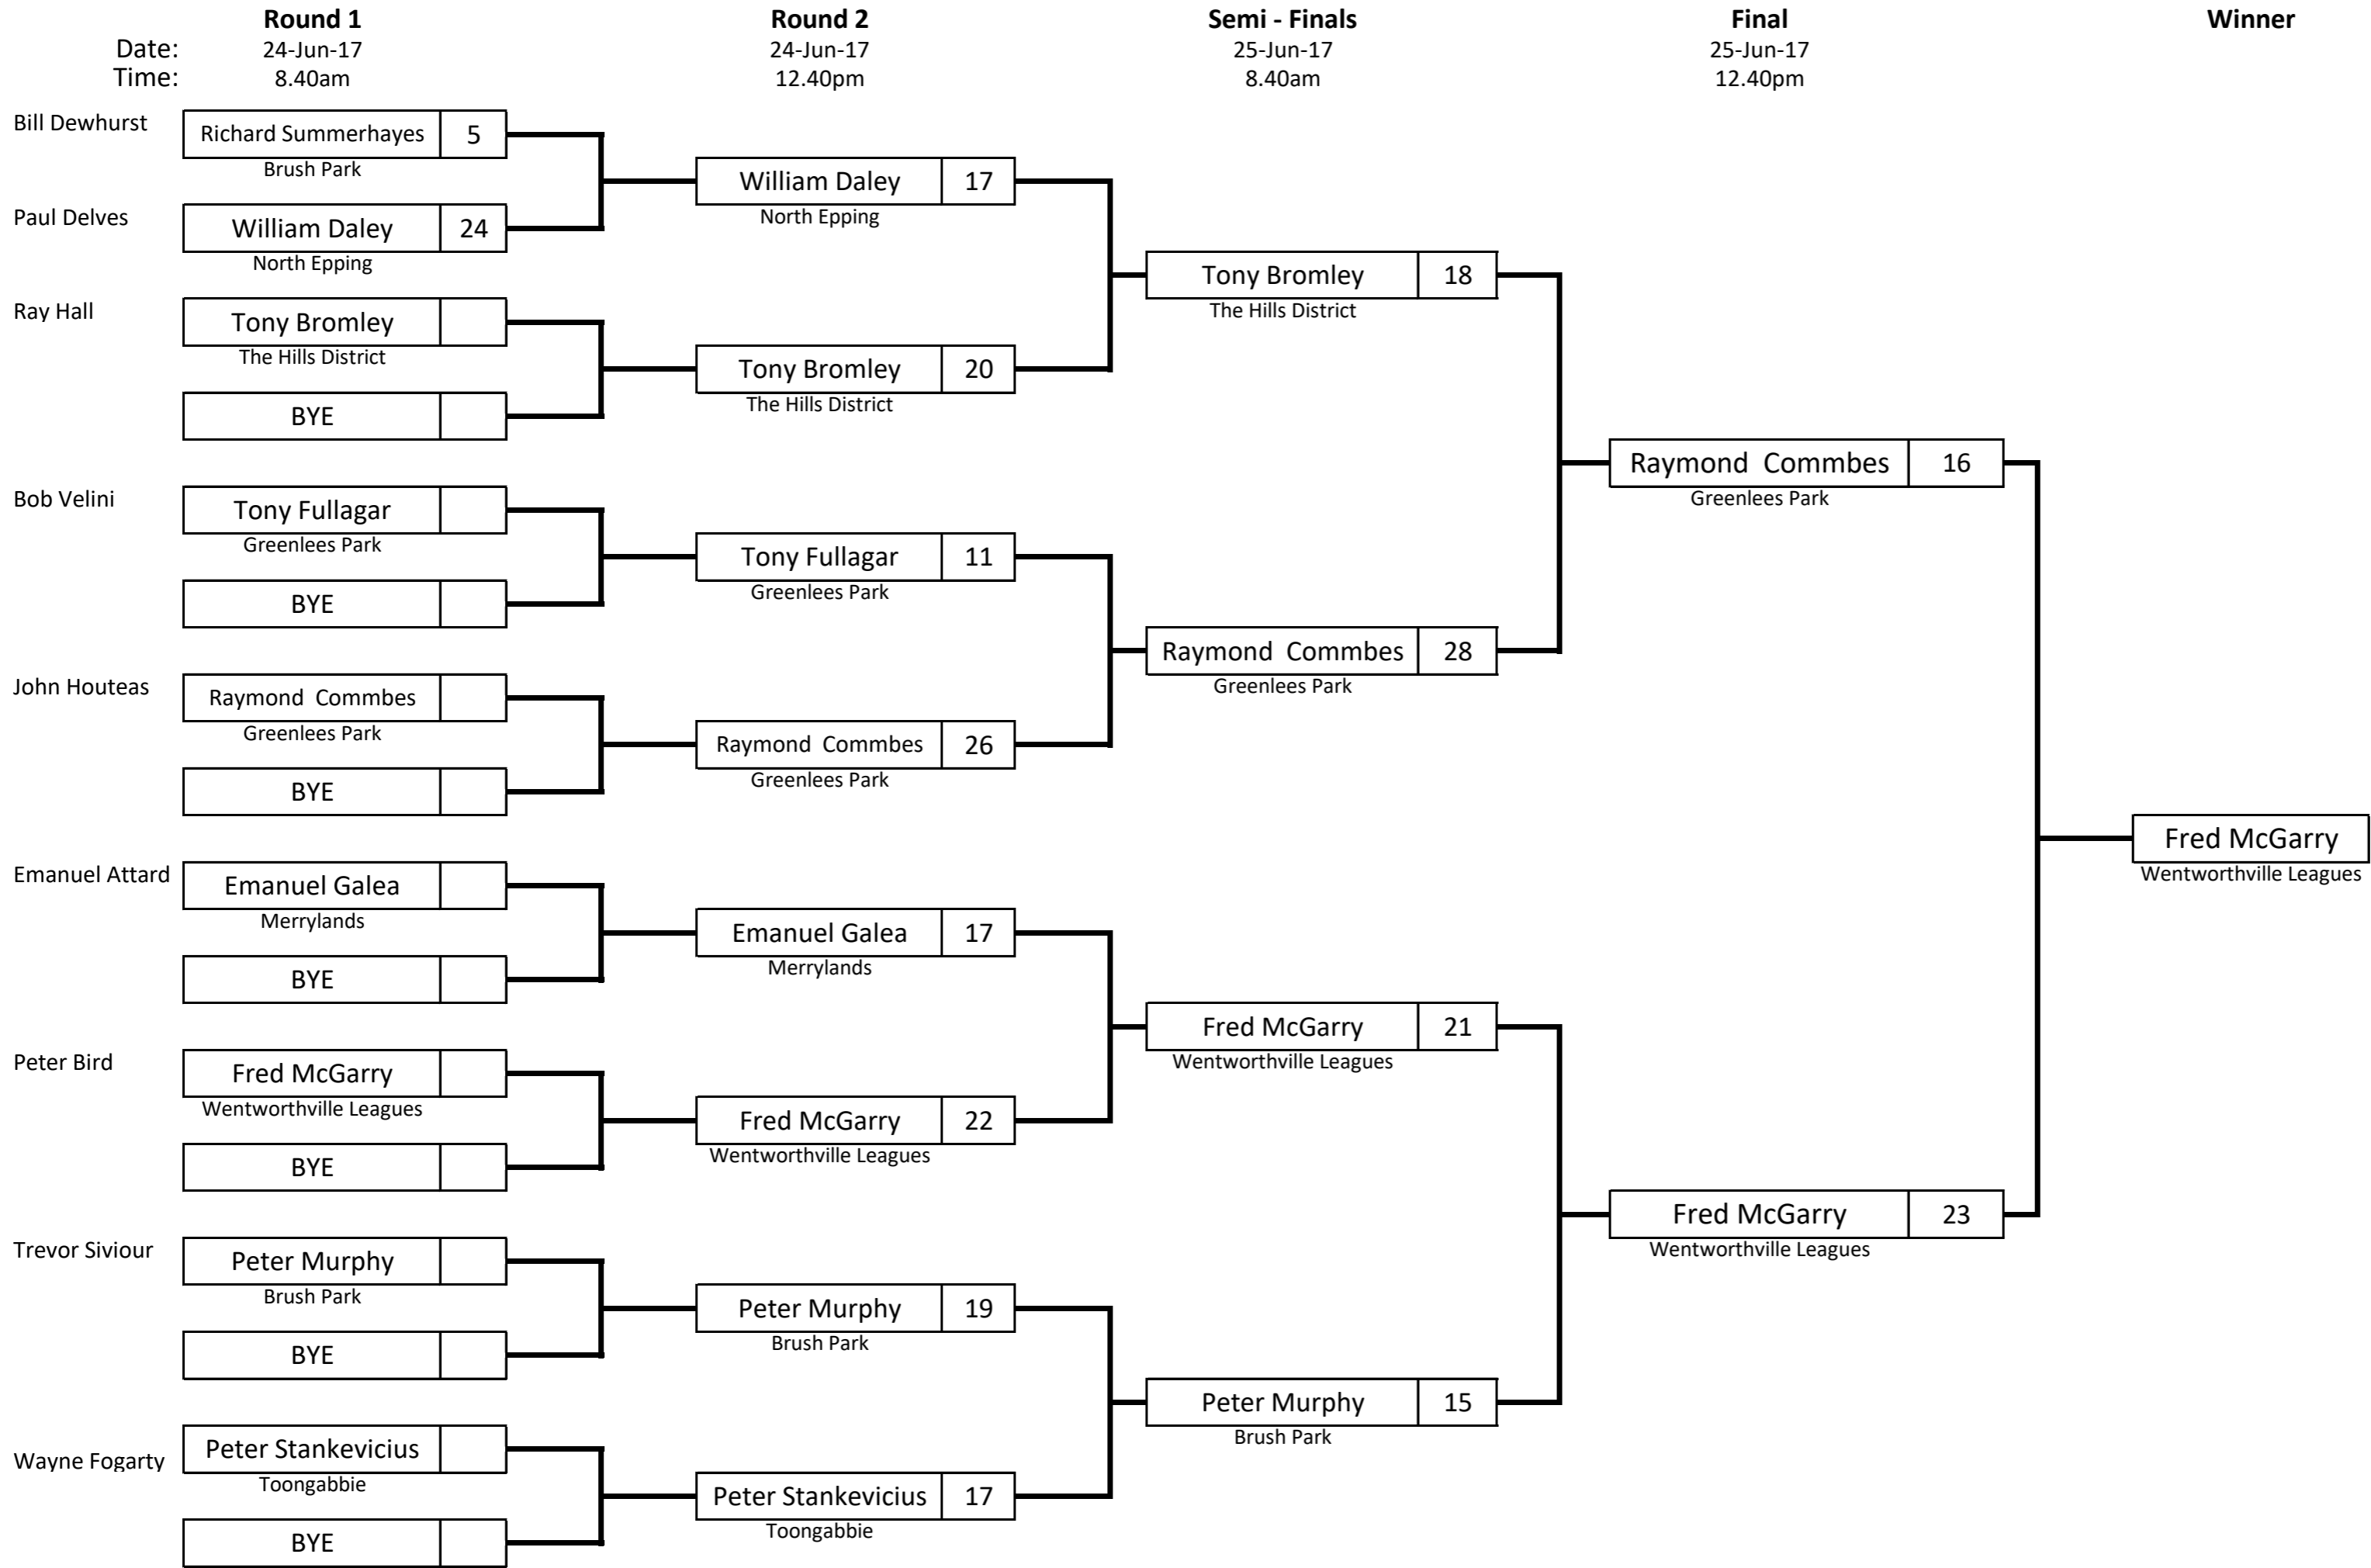 Round 1 Round 2 Semi - Finals Final Winner
Date: 24-Jun-17 24-Jun-17 25-Jun-17 25-Jun-17
Time: 8.40am 12.40pm 8.40am 12.40pm
Bill Dewhurst
Richard Summerhayes 5
Brush Park
William Daley 17
North Epping
Paul Delves
William Daley 24
North Epping
Tony Bromley 18
The Hills District
Ray Hall
Tony Bromley
The Hills District
Tony Bromley 20
The Hills District
BYE
Raymond Commbes 16
Greenlees Park
Bob Velini
Tony Fullagar
Greenlees Park
Tony Fullagar 11
Greenlees Park
BYE
Raymond Commbes 28
Greenlees Park
John Houteas
Raymond Commbes
Greenlees Park
Raymond Commbes 26
Greenlees Park
BYE
Fred McGarry
Wentworthville Leagues
Emanuel Attard
Emanuel Galea
Merrylands
Emanuel Galea 17
Merrylands
BYE
Fred McGarry 21
Wentworthville Leagues
Peter Bird
Fred McGarry
Wentworthville Leagues
Fred McGarry 22
Wentworthville Leagues
BYE
Fred McGarry 23
Wentworthville Leagues
Trevor Siviour
Peter Murphy
Brush Park
Peter Murphy 19
Brush Park
BYE
Peter Murphy 15
Brush Park
Wayne Fogarty
Peter Stankevicius
Toongabbie
Peter Stankevicius 17
Toongabbie
BYE